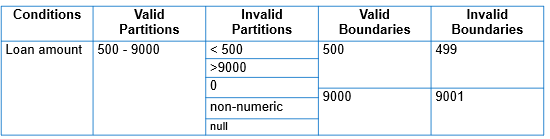 Conditions Valid Partitions Invalid Partitions Valid Boundaries Invalid Boundaries
Loan amount 500 - 9000 < 500 500 499
>9000
0
9000 9001
non-numeric
null